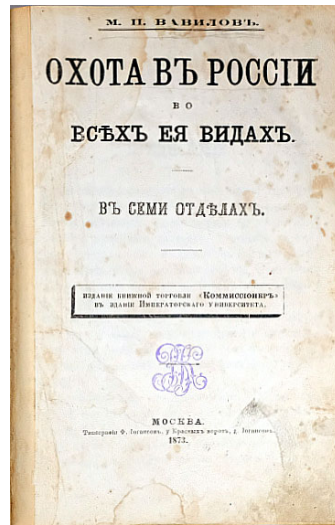 М. П. ВАВИЛОВЪ.
ОХОТА ВЪ РОССІИ
ВО
ВСѢХЪ ЕЯ ВИДАХЪ.
ВЪ СЕМИ ОТДѢЛАХЪ.
ИЗДАНІЕ КНИЖНОЙ ТОРГОВЛИ «КОММИССІОНЕРЪ»
ВЪ ЗДАНІИ ИМПЕРАТОРСКАГО УНИВЕРСИТЕТА.
МОСКВА.
Типографія Ф. Іогансонъ, у Красныхъ воротъ, д. Іогансонъ.
1873.